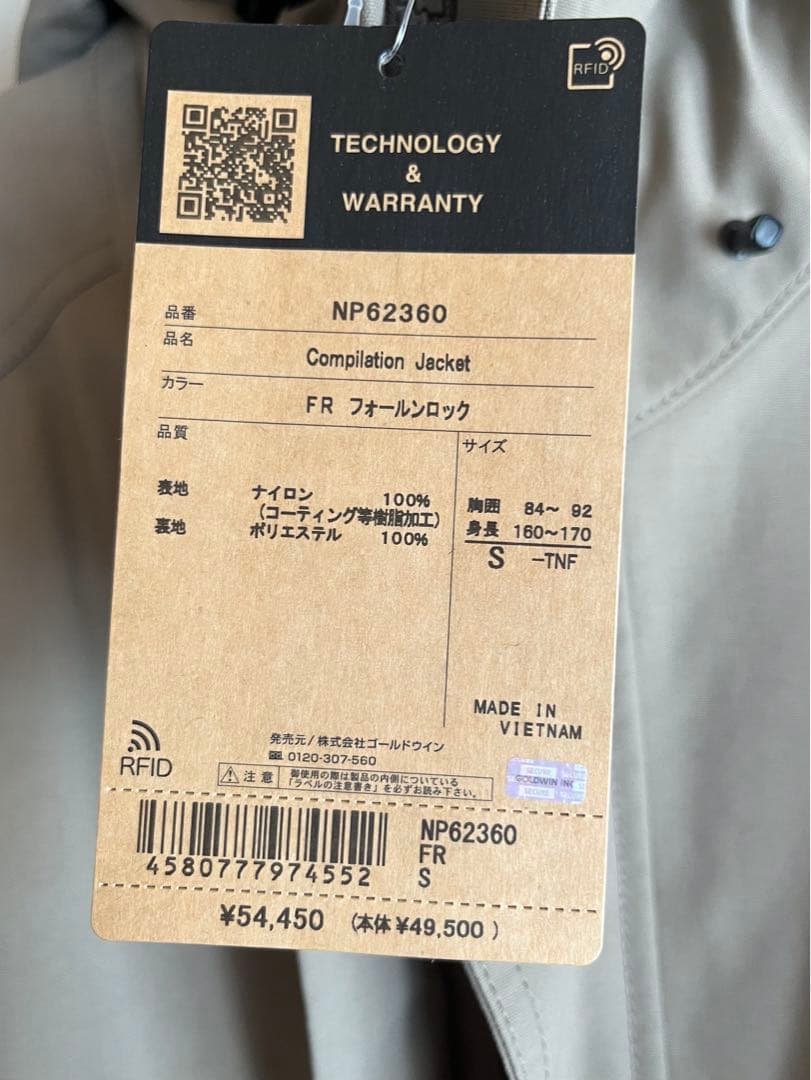 RFID
TECHNOLOGY
&
WARRANTY
品番 NP62360
品名 Compilation Jacket
カラー FR フォールンロック
品質
表地 ナイロン 100%
(コーティング等樹脂加工)
裏地 ポリエステル 100%
サイズ
胸囲 84〜 92
身長 160〜170
S -TNF
MADE IN
VIETNAM
RFID
発売元/株式会社ゴールドウイン
0120-307-560
注意 御使用の際は製品の内側についている
「ラベルの注意書き」を必ずお読み下さい。
SECURE
GOLDWIN INC
SECURE
4580777974552
NP62360
FR
S
¥54,450 (本体¥49,500)